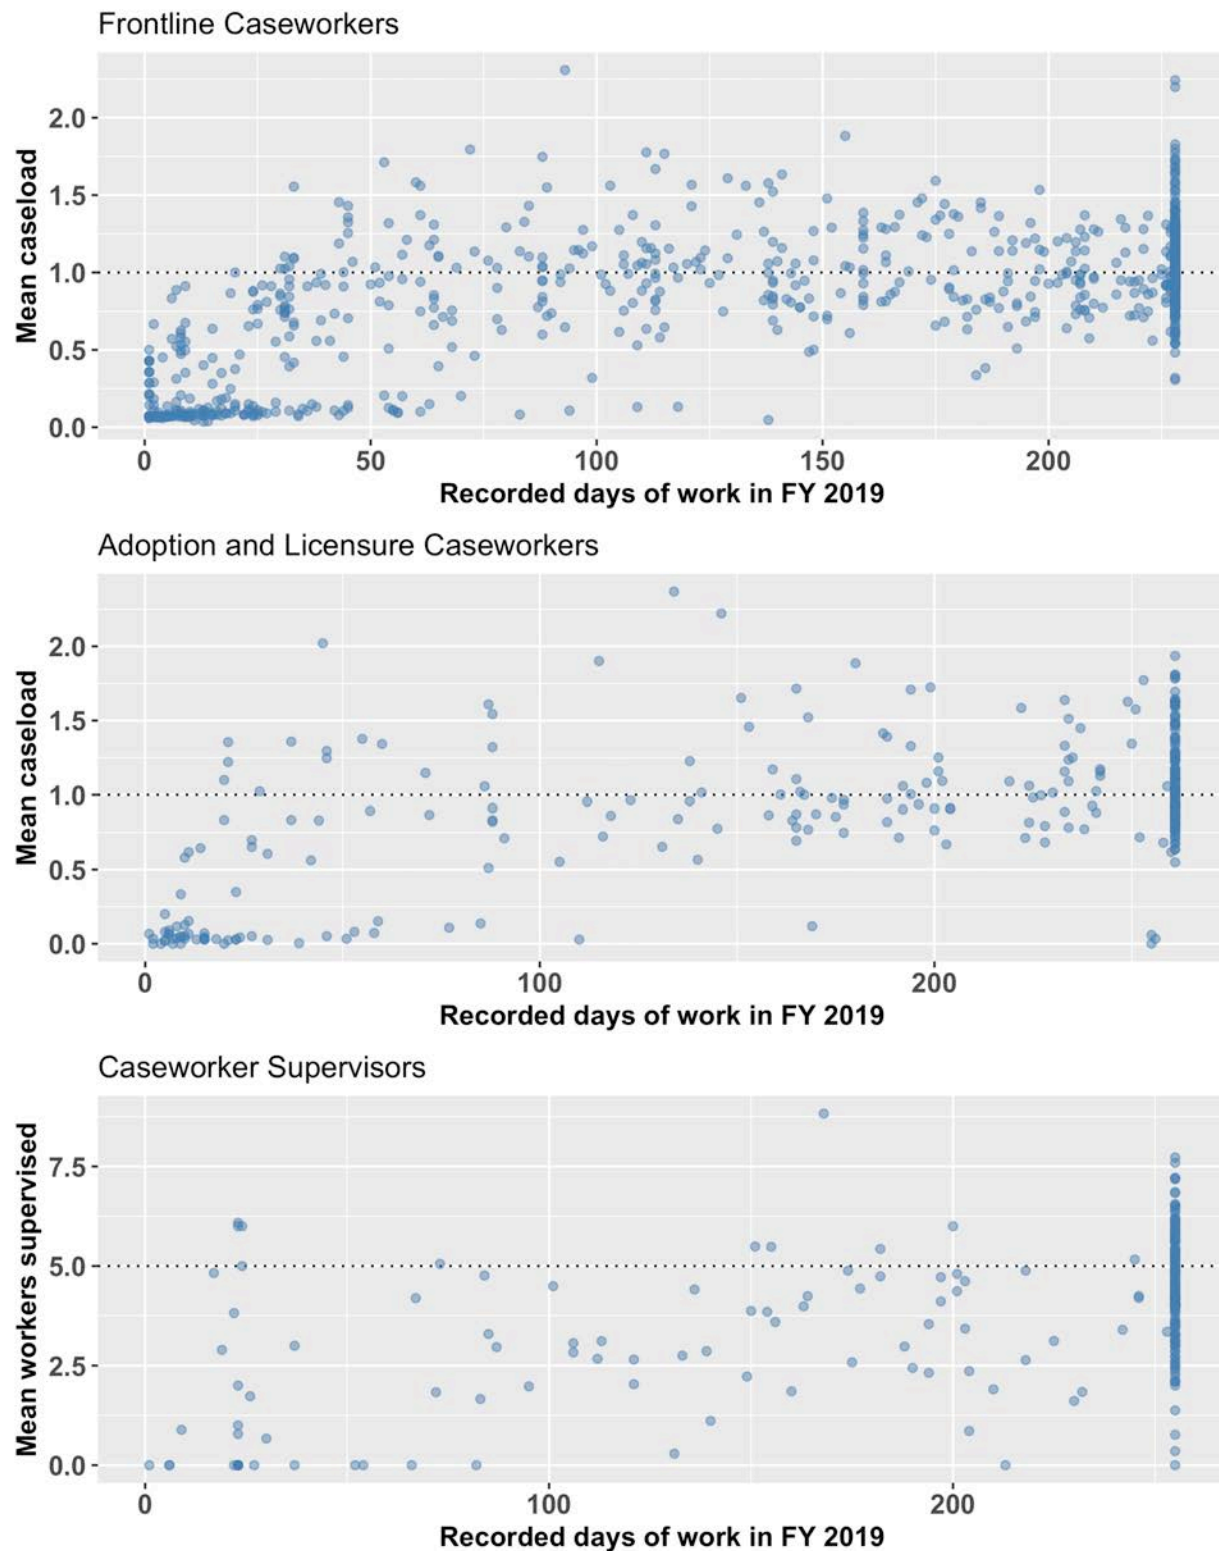 Frontline Caseworkers
Mean caseload
2.0
1.5
1.0
0.5
0.0
0 50 100 150 200
Recorded days of work in FY 2019
Adoption and Licensure Caseworkers
Mean caseload
2.0
1.5
1.0
0.5
0.0
0 100 200
Recorded days of work in FY 2019
Caseworker Supervisors
Mean workers supervised
7.5
5.0
2.5
0.0
0 100 200
Recorded days of work in FY 2019